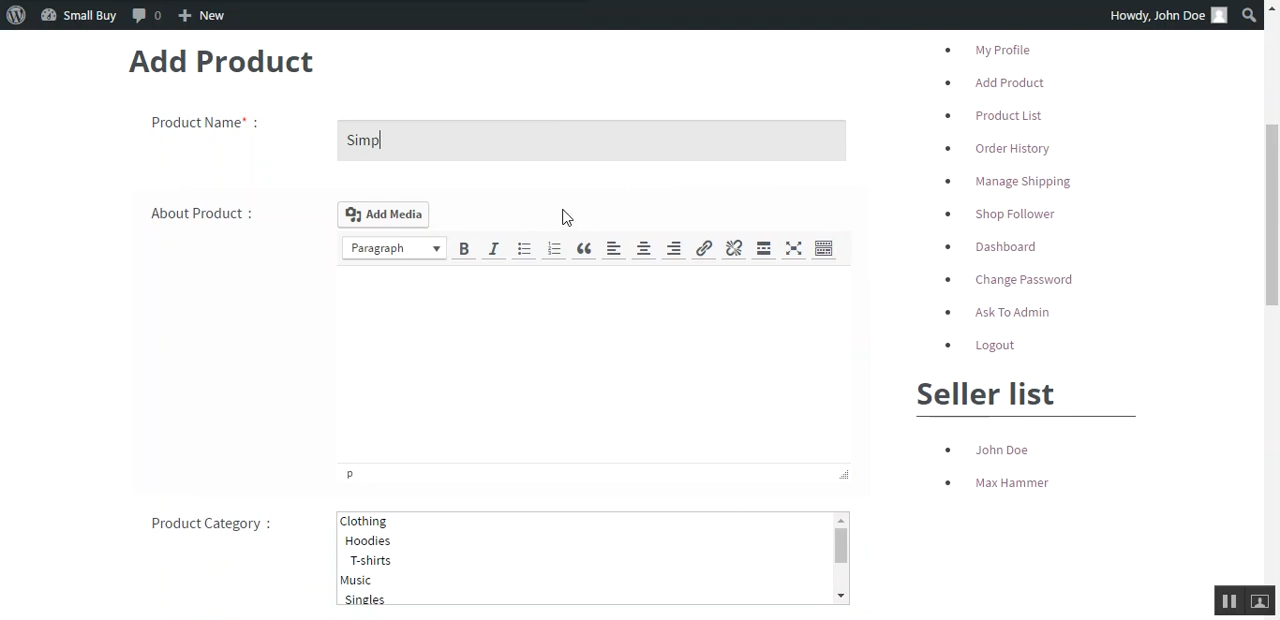 Small Buy 0 New Howdy, John Doe
Add Product
Product Name* :
Simp
About Product :
Add Media
Paragraph
p
Product Category :
Clothing
Hoodies
T-shirts
Music
Singles
My Profile
Add Product
Product List
Order History
Manage Shipping
Shop Follower
Dashboard
Change Password
Ask To Admin
Logout
Seller list
John Doe
Max Hammer